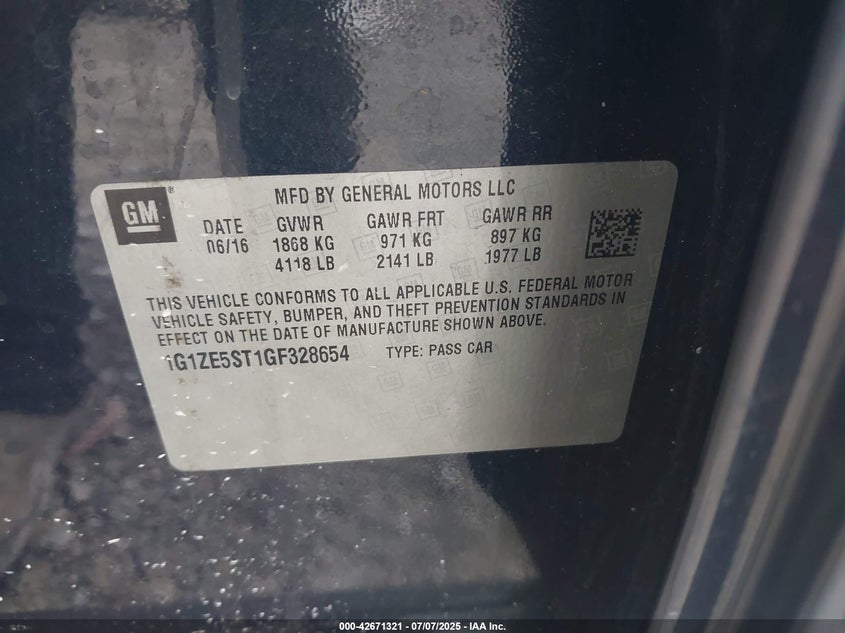 GM
MFD BY GENERAL MOTORS LLC
DATE GVWR GAWR FRT GAWR RR
06/16 1868 KG 971 KG 897 KG
4118 LB 2141 LB 1977 LB
THIS VEHICLE CONFORMS TO ALL APPLICABLE U.S. FEDERAL MOTOR
VEHICLE SAFETY, BUMPER, AND THEFT PREVENTION STANDARDS IN
EFFECT ON THE DATE OF MANUFACTURE SHOWN ABOVE.
1G1ZE5ST1GF328654 TYPE: PASS CAR
000-42671321 | 07/07/2025 - IAA Inc.